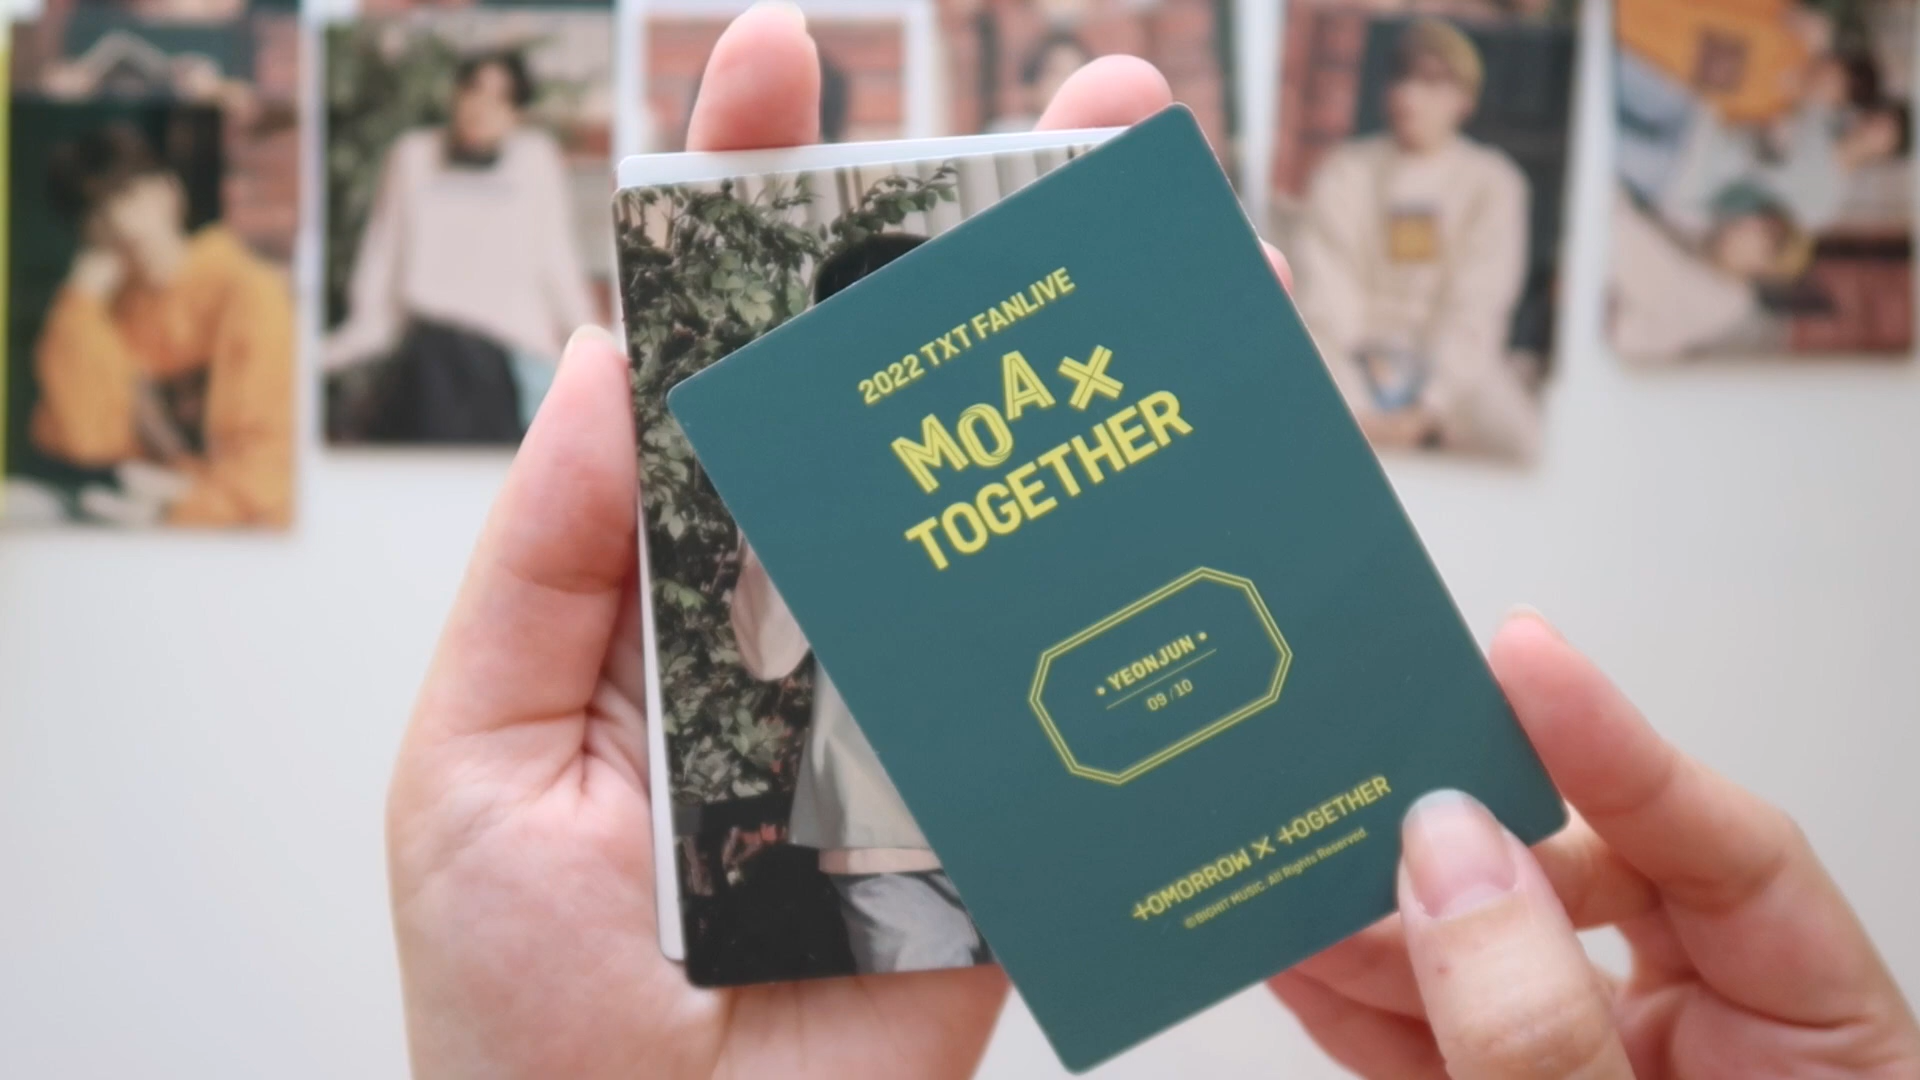 2022 TXT FANLIVE
MOA X
TOGETHER
• YEONJUN •
09 / 10
TOMORROW X TOGETHER
© BIGHIT MUSIC. All Rights Reserved.